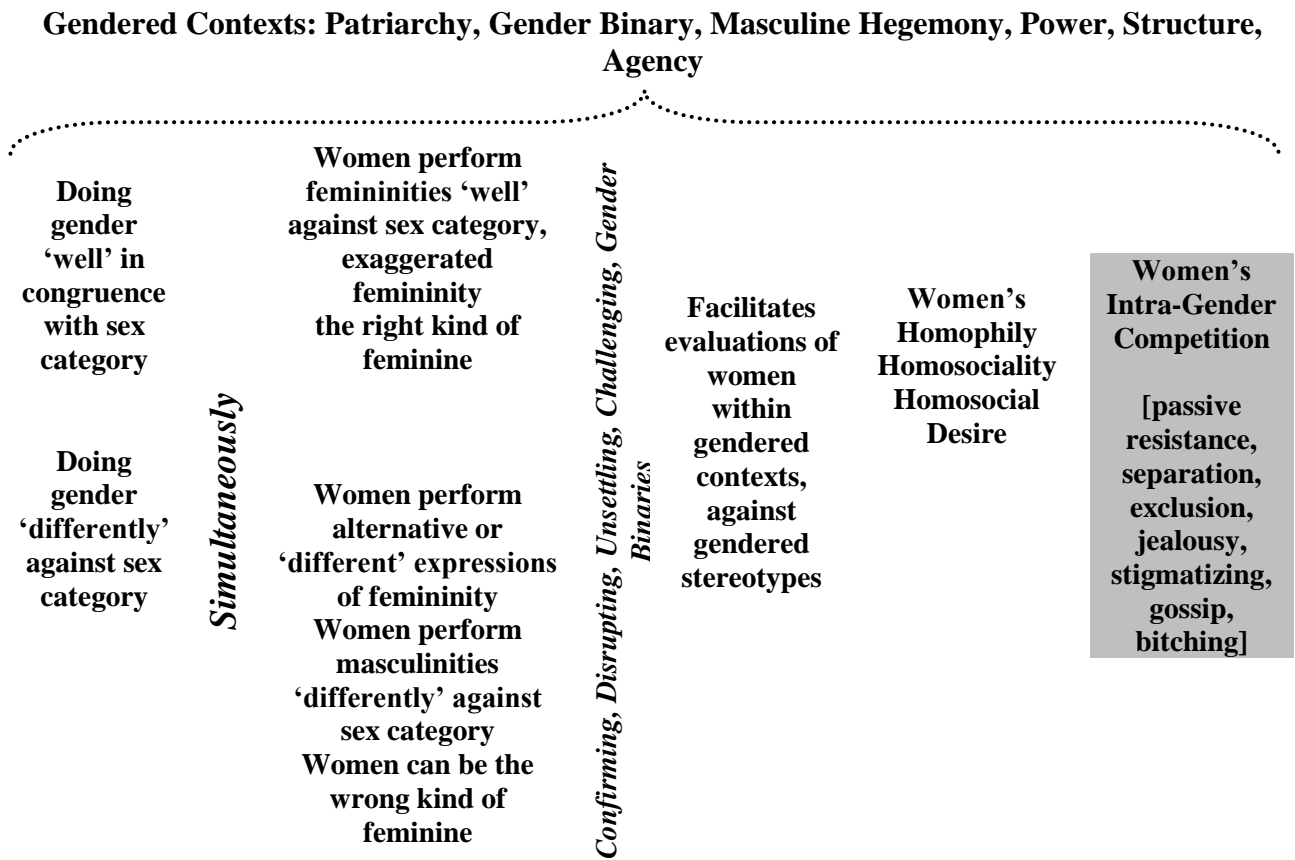 Gendered Contexts: Patriarchy, Gender Binary, Masculine Hegemony, Power, Structure,
Agency
Doing
gender
‘well’ in
congruence
with sex
category
Doing
gender
‘differently’
against sex
category
Simultaneously
Women perform
femininities ‘well’
against sex category,
exaggerated
femininity
the right kind of
feminine
Women perform
alternative or
‘different’ expressions
of femininity
Women perform
masculinities
‘differently’ against
sex category
Women can be the
wrong kind of
feminine
Confirming, Disrupting, Unsettling, Challenging, Gender
Binaries
Facilitates
evaluations of
women
within
gendered
contexts,
against
gendered
stereotypes
Women’s
Homophily
Homosociality
Homosocial
Desire
Women’s
Intra-Gender
Competition
[passive
resistance,
separation,
exclusion,
jealousy,
stigmatizing,
gossip,
bitching]